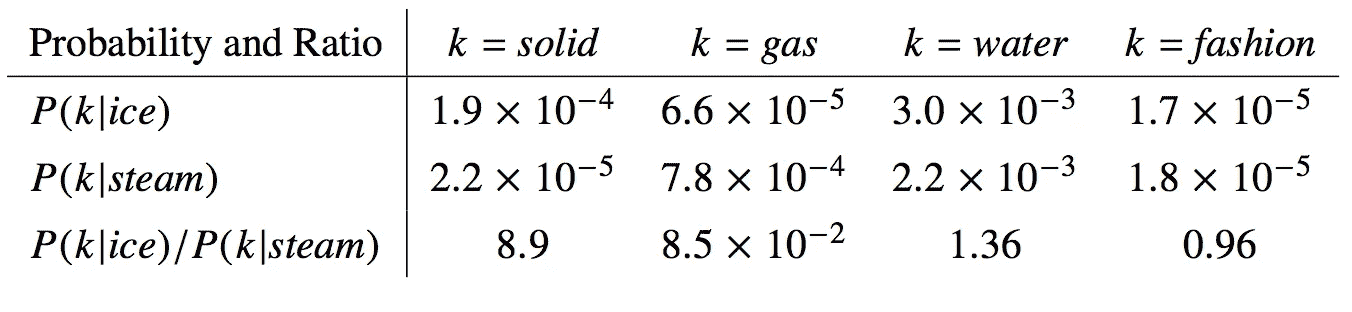 Probability and Ratio k = solid k = gas k = water k = fashion
P(k|ice) 1.9 × 10⁻⁴ 6.6 × 10⁻⁵ 3.0 × 10⁻³ 1.7 × 10⁻⁵
P(k|steam) 2.2 × 10⁻⁵ 7.8 × 10⁻⁴ 2.2 × 10⁻³ 1.8 × 10⁻⁵
P(k|ice)/P(k|steam) 8.9 8.5 × 10⁻² 1.36 0.96